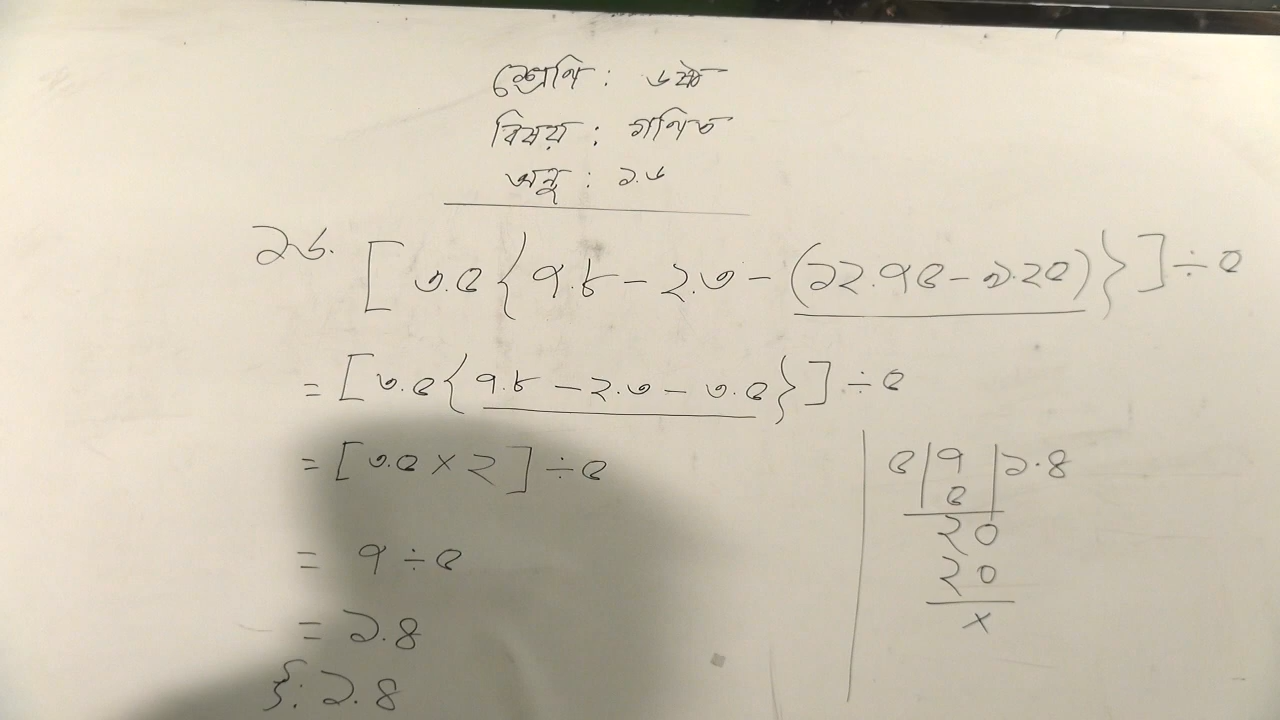 শ্রেণি : ৬ষ্ঠ
বিষয় : গণিত
অনু : ১.৬
১৬. [৩.৫{৭.৮ - ২.৩ - (১২.৭৫ - ৯.২৫)}] ÷ ৫
= [৩.৫{৭.৮ - ২.৩ - ৩.৫}] ÷ ৫
= [৩.৫ × ২] ÷ ৫
= ৭ ÷ ৫
= ১.৪
: ১.৪
৫|৭|১.৪
৫
২০
২০
×